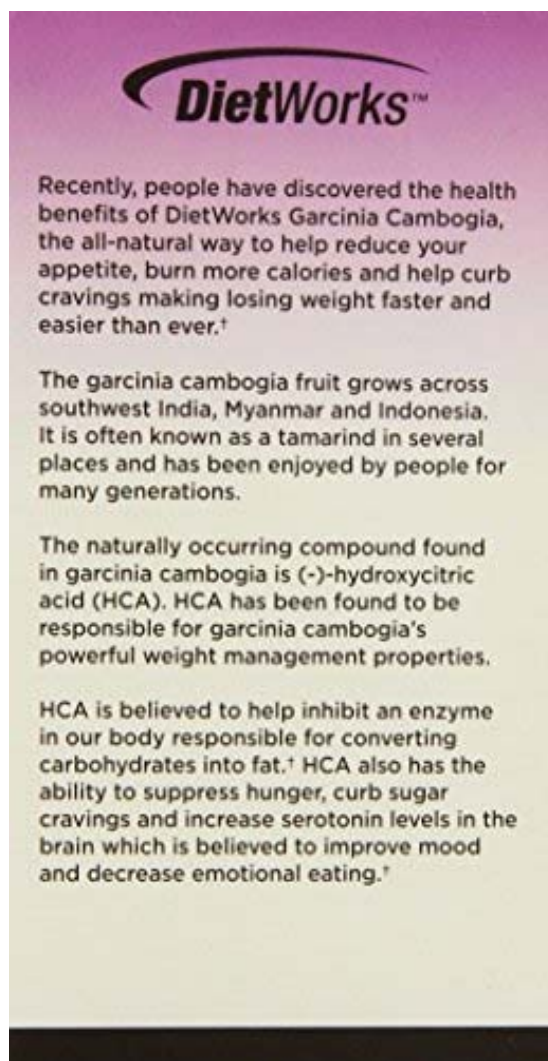 DietWorks™
Recently, people have discovered the health
benefits of DietWorks Garcinia Cambogia,
the all-natural way to help reduce your
appetite, burn more calories and help curb
cravings making losing weight faster and
easier than ever.†
The garcinia cambogia fruit grows across
southwest India, Myanmar and Indonesia.
It is often known as a tamarind in several
places and has been enjoyed by people for
many generations.
The naturally occurring compound found
in garcinia cambogia is (-)-hydroxycitric
acid (HCA). HCA has been found to be
responsible for garcinia cambogia's
powerful weight management properties.
HCA is believed to help inhibit an enzyme
in our body responsible for converting
carbohydrates into fat.† HCA also has the
ability to suppress hunger, curb sugar
cravings and increase serotonin levels in the
brain which is believed to improve mood
and decrease emotional eating.†